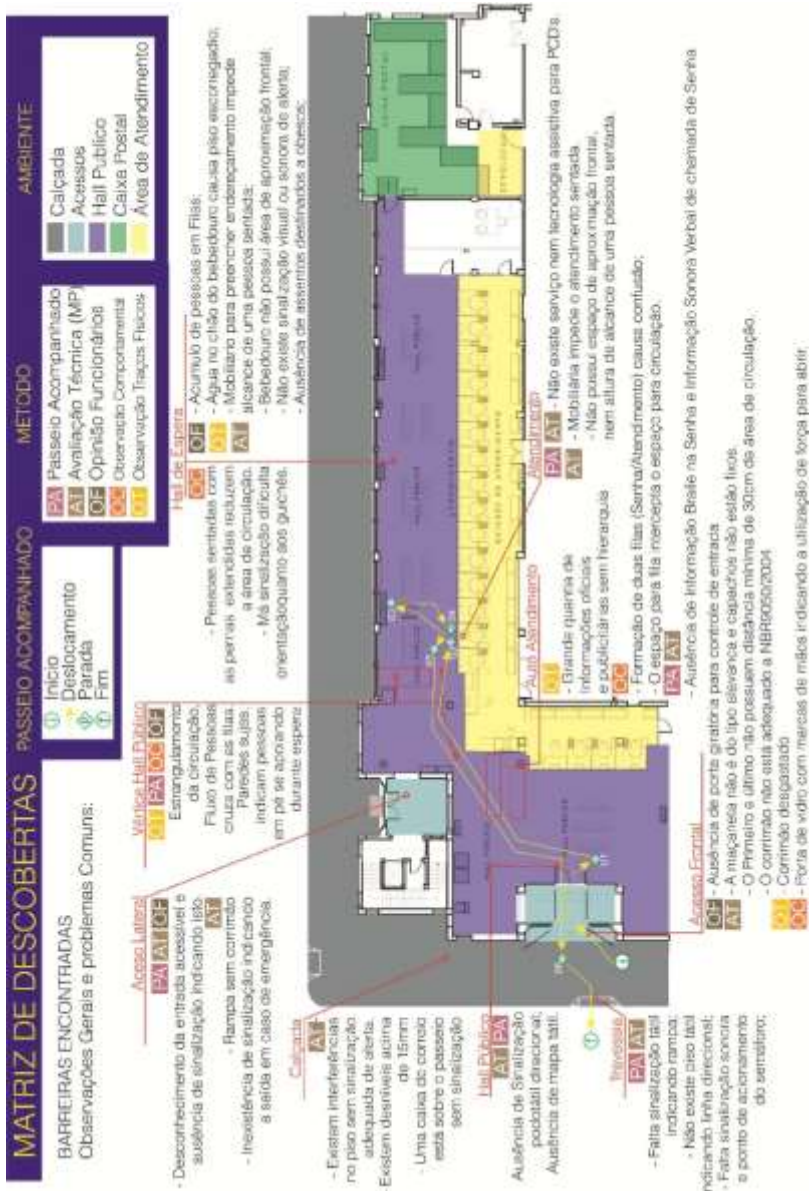 MATRIZ DE DESCOBERTAS
PASSEIO ACOMPANHADO
MÉTODO
AMBIENTE
BARREIRAS ENCONTRADAS
Observações Gerais e problemas Comuns:
Início
Deslocamento
Parada
Fim
PA Passeio Acompanhado
AT Avaliação Técnica (MP)
OF Opinião Funcionários
OC Observação Comportamental
OT Observação Traços Físicos
Calçada
Acessos
Hall Publico
Caixa Postal
Área de Atendimento
Acesso Lateral
PA AT OF
- Desconhecimento da entrada acessível e
ausência de sinalização indicando isto.
AT
- Rampa sem corrimão
- Inexistência de sinalização indicando
a saída em caso de emergência.
Vértice Hall Público
OT PA OC OF
Estrangulamento
da circulação,
Fluxo de Pessoas
cruza com as filas.
Paredes sujas
indicam pessoas
em pé se apoiando
durante espera
Hall de Espera
OC
- Pessoas sentadas com
as pernas extendidas reduzem
a área de circulação.
- Má sinalização dificulta
orientaçãoquanto aos guichês.
OF - Acumulo de pessoas em Filas;
OT - Agua no chão do bebedouro causa piso escorregadio;
AT - Mobiliário para preencher endereçamento impede
alcance de uma pessoa sentada;
- Bebedouro não possui área de aproximação frontal;
- Não existe sinalização visual ou sonora de alerta;
- Ausência de assentos destinados a obesos;
Calçada
AT
- Existem interferências
no piso sem sinalização
adequada de alerta.
- Existem desníveis acima
de 15mm
- Uma caixa do correio
está sobre o passeio
sem sinalização
Hall Público
AT PA
Ausência de Sinalização
podotátil direcional;
Ausência de mapa tátil.
Travessia
PA AT
- Falta sinalização tátil
indicando rampa;
- Não existe piso tátil
indicando linha direcional;
- Falta sinalização sonora
e ponto de acionamento
do semáforo;
CAIXA POSTAL
HALL PUBLICO
HALL PUBLICO
Atendimento
PA AT - Não existe serviço nem tecnologia assistiva para PCD's.
AT - Mobiliária impede o atendimento sentada
- Não possui espaço de aproximação frontal,
nem altura de alcance de uma pessoa sentada.
Auto Atendimento
OT
- Grande quantia de
Informações oficiais
e publicitárias sem hierarquia
OC
- Formação de duas filas (Senha/Atendimento) causa confusão;
- O espaço para fila intercepta o espaço para circulação.
PA AT
- Ausência de Informação Braile na Senha e Informação Sonora Verbal de chamada de Senha
Acesso Frontal
OF - Ausência de porta giratória para controle de entrada
AT - A maçaneta não é do tipo alavanca e capachos não estão fixos.
- O Primeiro e último não possuem distância mínima de 30cm da área de circulação.
- O corrimão não está adequado a NBR9050/2004
OT - Corrimão desgastado
OC - Porta de vidro com marcas de mãos indicando a utilização de força para abrir.